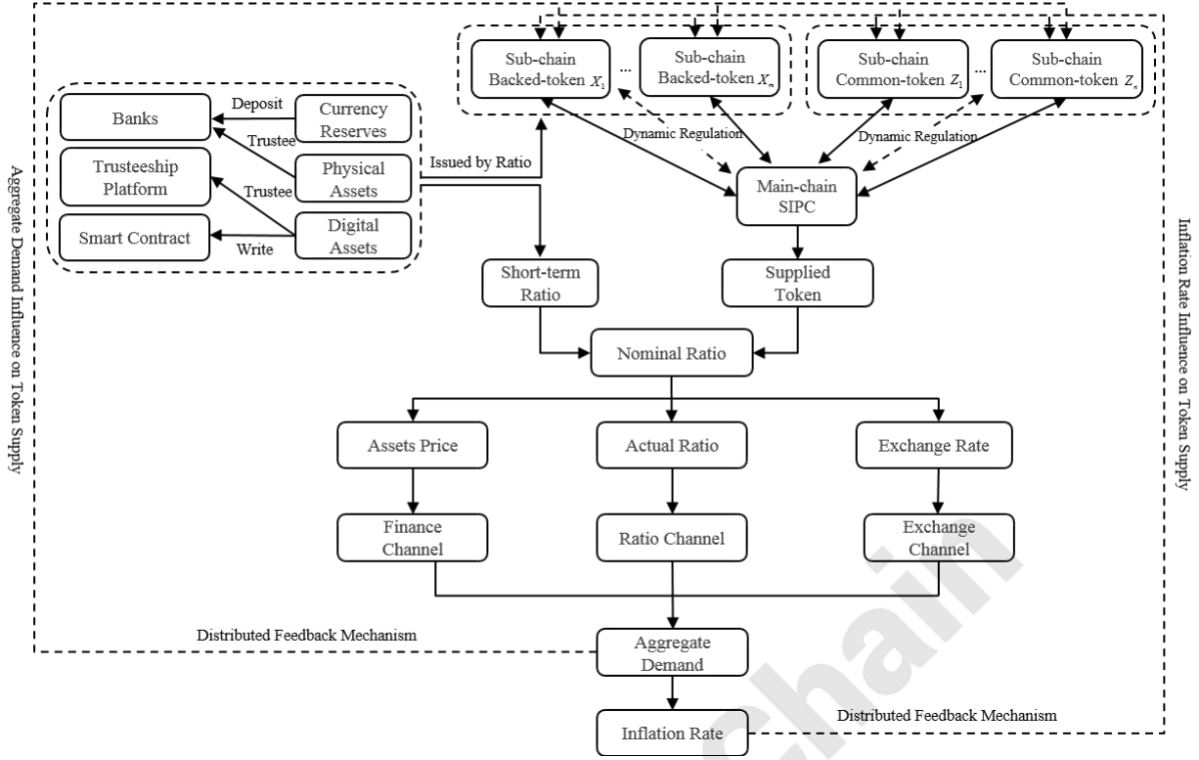 Sub-chain
Backed-token X₁
...
Sub-chain
Backed-token Xₘ
Sub-chain
Common-token Z₁
...
Sub-chain
Common-token Zₙ
Dynamic Regulation
Dynamic Regulation
Banks
Deposit
Currency
Reserves
Trustee
Trusteeship
Platform
Physical
Assets
Trustee
Smart Contract
Write
Digital
Assets
Issued by Ratio
Main-chain
SIPC
Short-term
Ratio
Supplied
Token
Nominal Ratio
Assets Price
Actual Ratio
Exchange Rate
Finance
Channel
Ratio Channel
Exchange
Channel
Distributed Feedback Mechanism
Aggregate
Demand
Inflation Rate
Distributed Feedback Mechanism
Aggregate Demand Influence on Token Supply
Inflation Rate Influence on Token Supply
Chain